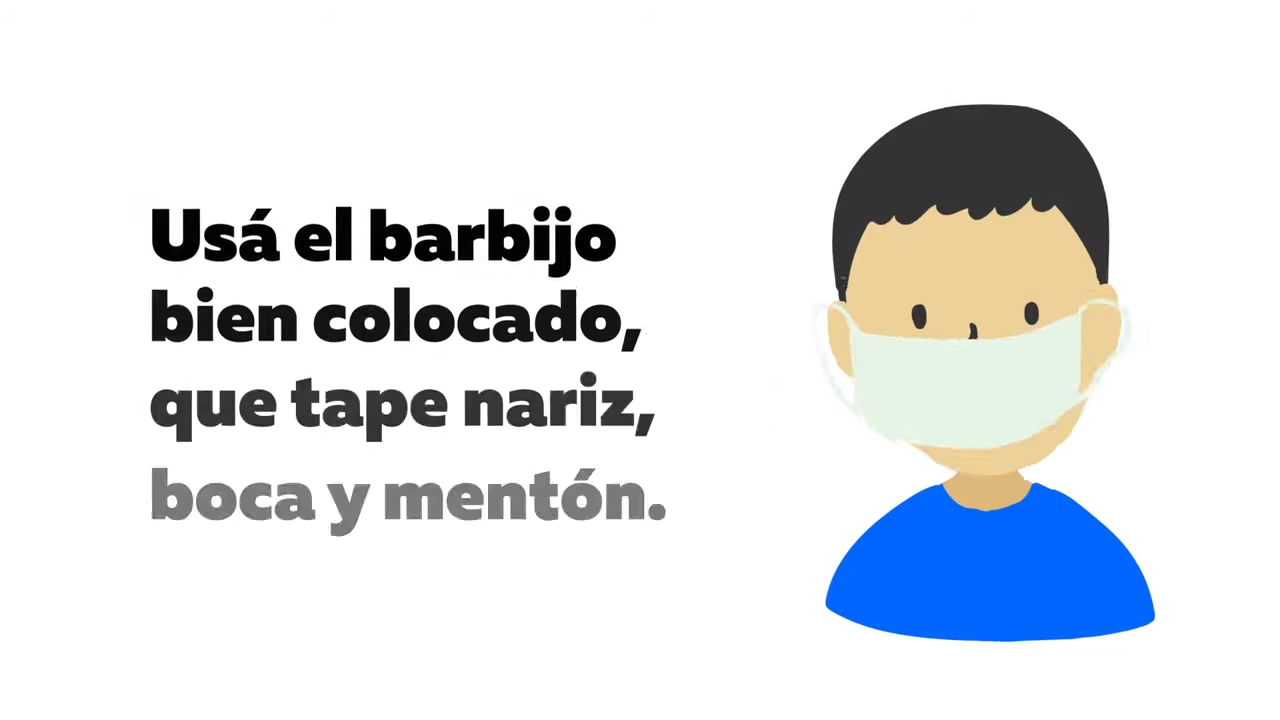 Usá el barbijo
bien colocado,
que tape nariz,
boca y mentón.